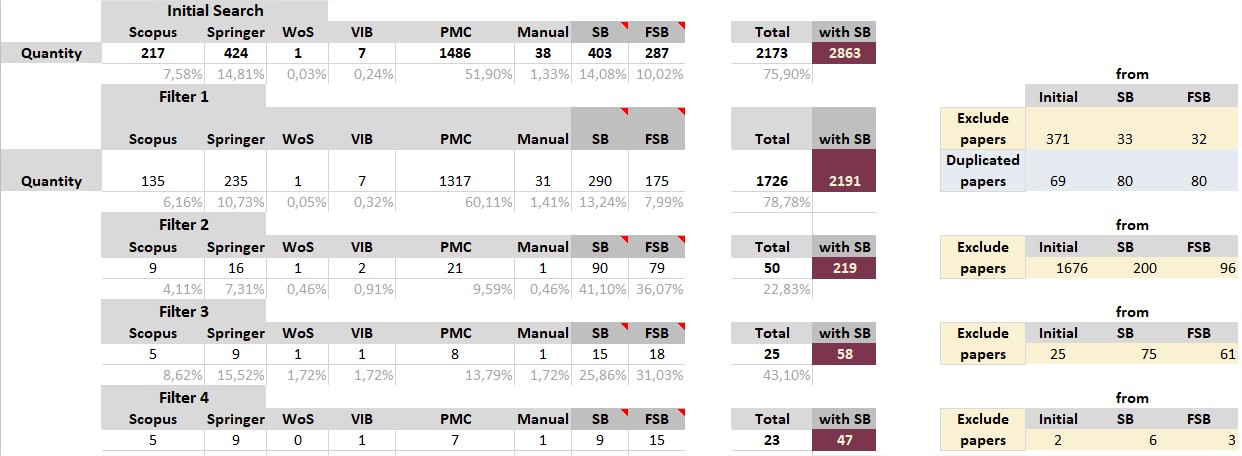 Initial Search
Scopus Springer WoS VIB PMC Manual SB FSB Total with SB
Quantity 217 424 1 7 1486 38 403 287 2173 2863
7,58% 14,81% 0,03% 0,24% 51,90% 1,33% 14,08% 10,02% 75,90% from
Filter 1 Initial SB FSB
Scopus Springer WoS VIB PMC Manual SB FSB Total with SB Exclude papers 371 33 32
Quantity 135 235 1 7 1317 31 290 175 1726 2191 Duplicated papers 69 80 80
6,16% 10,73% 0,05% 0,32% 60,11% 1,41% 13,24% 7,99% 78,78%
Filter 2 from
Scopus Springer WoS VIB PMC Manual SB FSB Total with SB Exclude Initial SB FSB
9 16 1 2 21 1 90 79 50 219 papers 1676 200 96
4,11% 7,31% 0,46% 0,91% 9,59% 0,46% 41,10% 36,07% 22,83%
Filter 3 from
Scopus Springer WoS VIB PMC Manual SB FSB Total with SB Exclude Initial SB FSB
5 9 1 1 8 1 15 18 25 58 papers 25 75 61
8,62% 15,52% 1,72% 1,72% 13,79% 1,72% 25,86% 31,03% 43,10%
Filter 4 from
Scopus Springer WoS VIB PMC Manual SB FSB Total with SB Exclude Initial SB FSB
5 9 0 1 7 1 9 15 23 47 papers 2 6 3